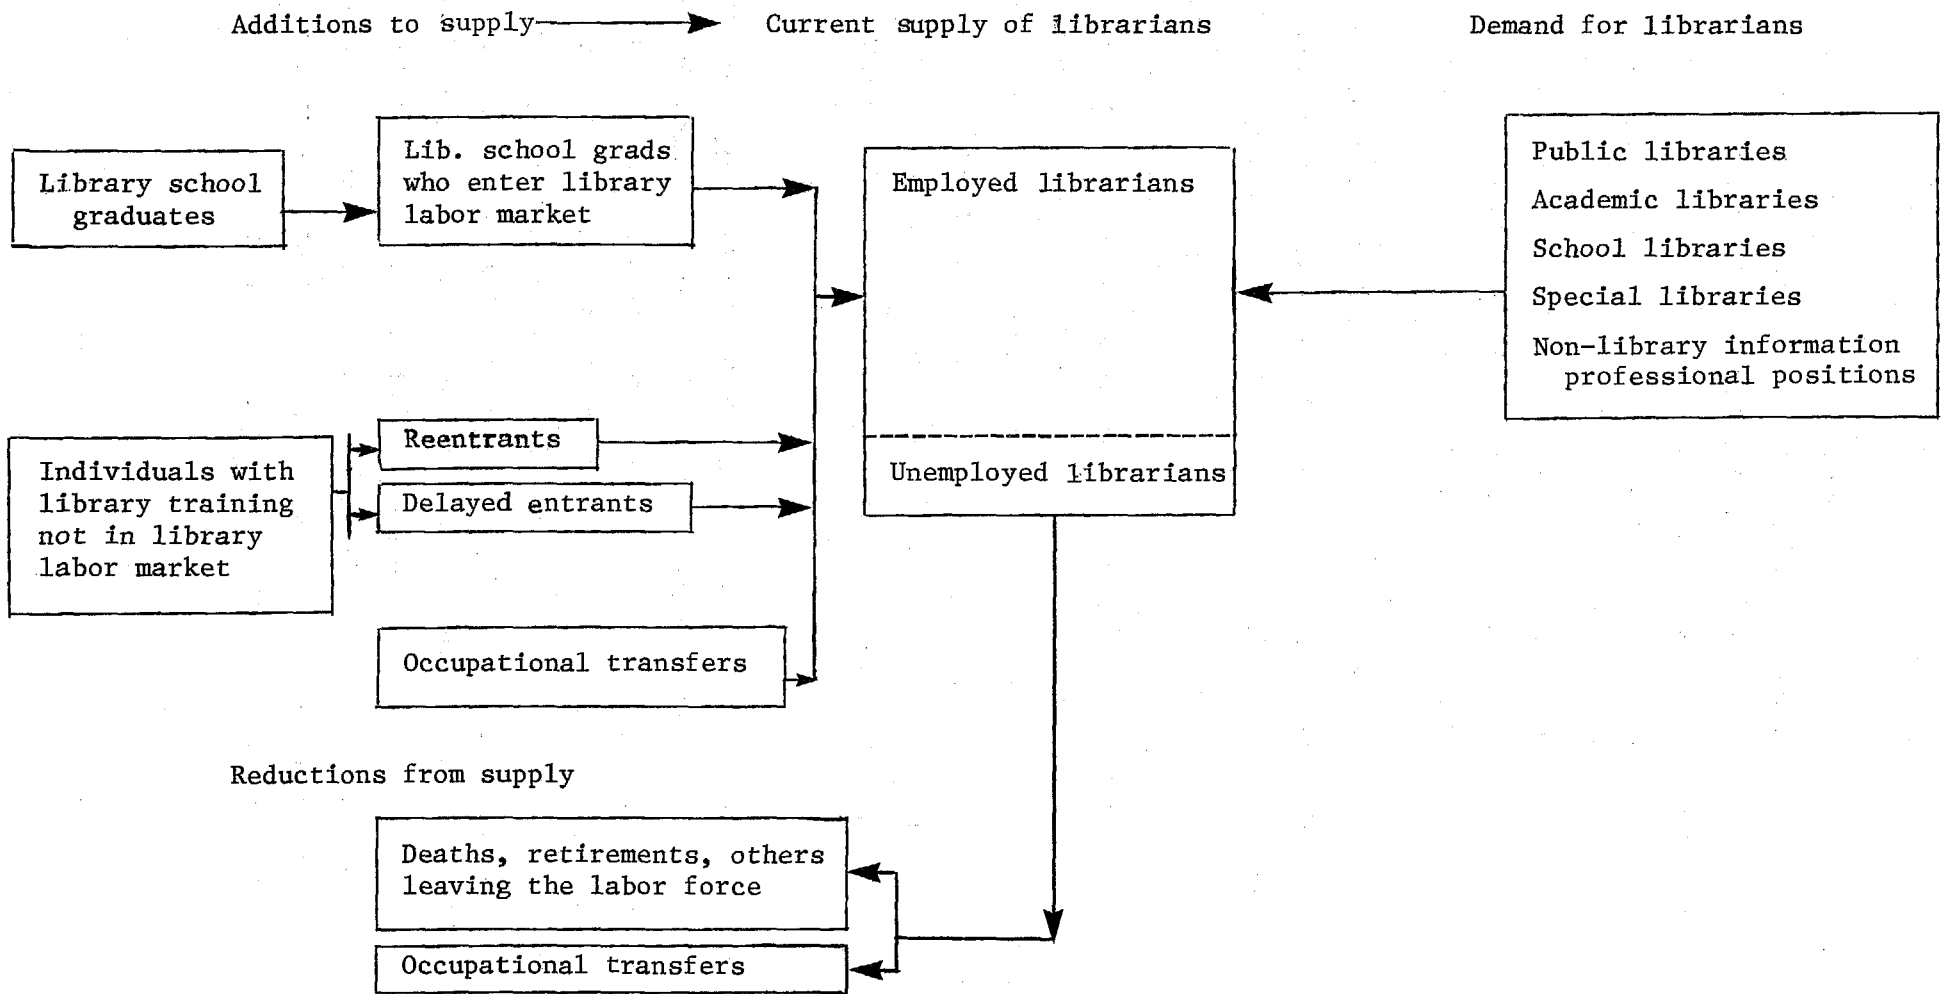 Additions to supply
Current supply of librarians
Demand for librarians
Library school
graduates
Lib. school grads
who enter library
labor market
Individuals with
library training
not in library
labor market
Reentrants
Delayed entrants
Occupational transfers
Employed librarians
Unemployed librarians
Public libraries
Academic libraries
School libraries
Special libraries
Non-library information
professional positions
Reductions from supply
Deaths, retirements, others
leaving the labor force
Occupational transfers